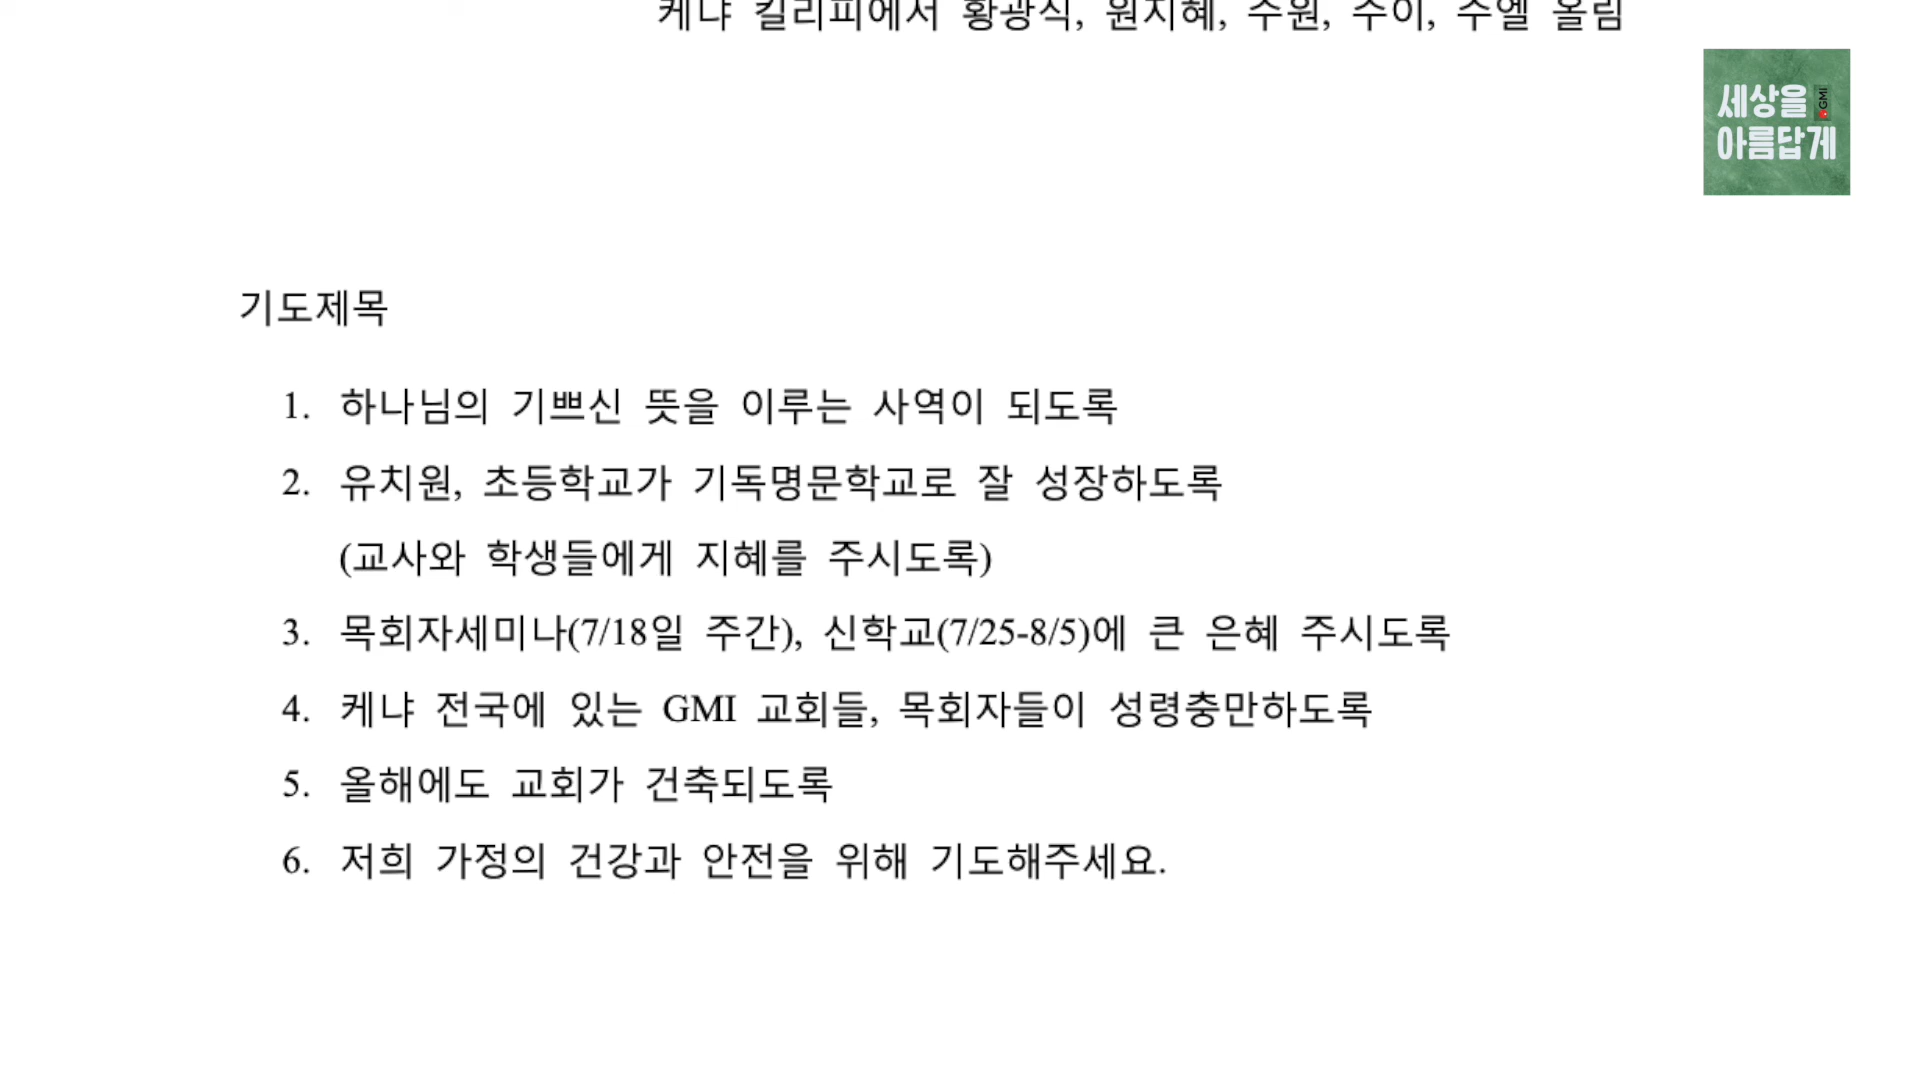 케냐 킬리피에서 황광식, 원지혜, 주원, 주이, 주엘 올림
세상을 GMI
아름답게
기도제목
1. 하나님의 기쁘신 뜻을 이루는 사역이 되도록
2. 유치원, 초등학교가 기독명문학교로 잘 성장하도록
(교사와 학생들에게 지혜를 주시도록)
3. 목회자세미나(7/18일 주간), 신학교(7/25-8/5)에 큰 은혜 주시도록
4. 케냐 전국에 있는 GMI 교회들, 목회자들이 성령충만하도록
5. 올해에도 교회가 건축되도록
6. 저희 가정의 건강과 안전을 위해 기도해주세요.